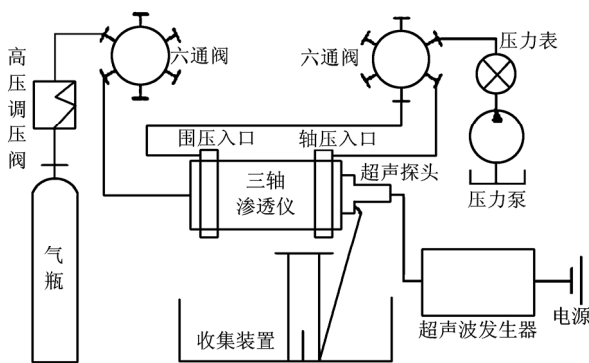 高压调压阀
六通阀
六通阀
压力表
围压入口
轴压入口
超声探头
三轴
渗透仪
压力泵
气瓶
收集装置
超声波发生器
电源